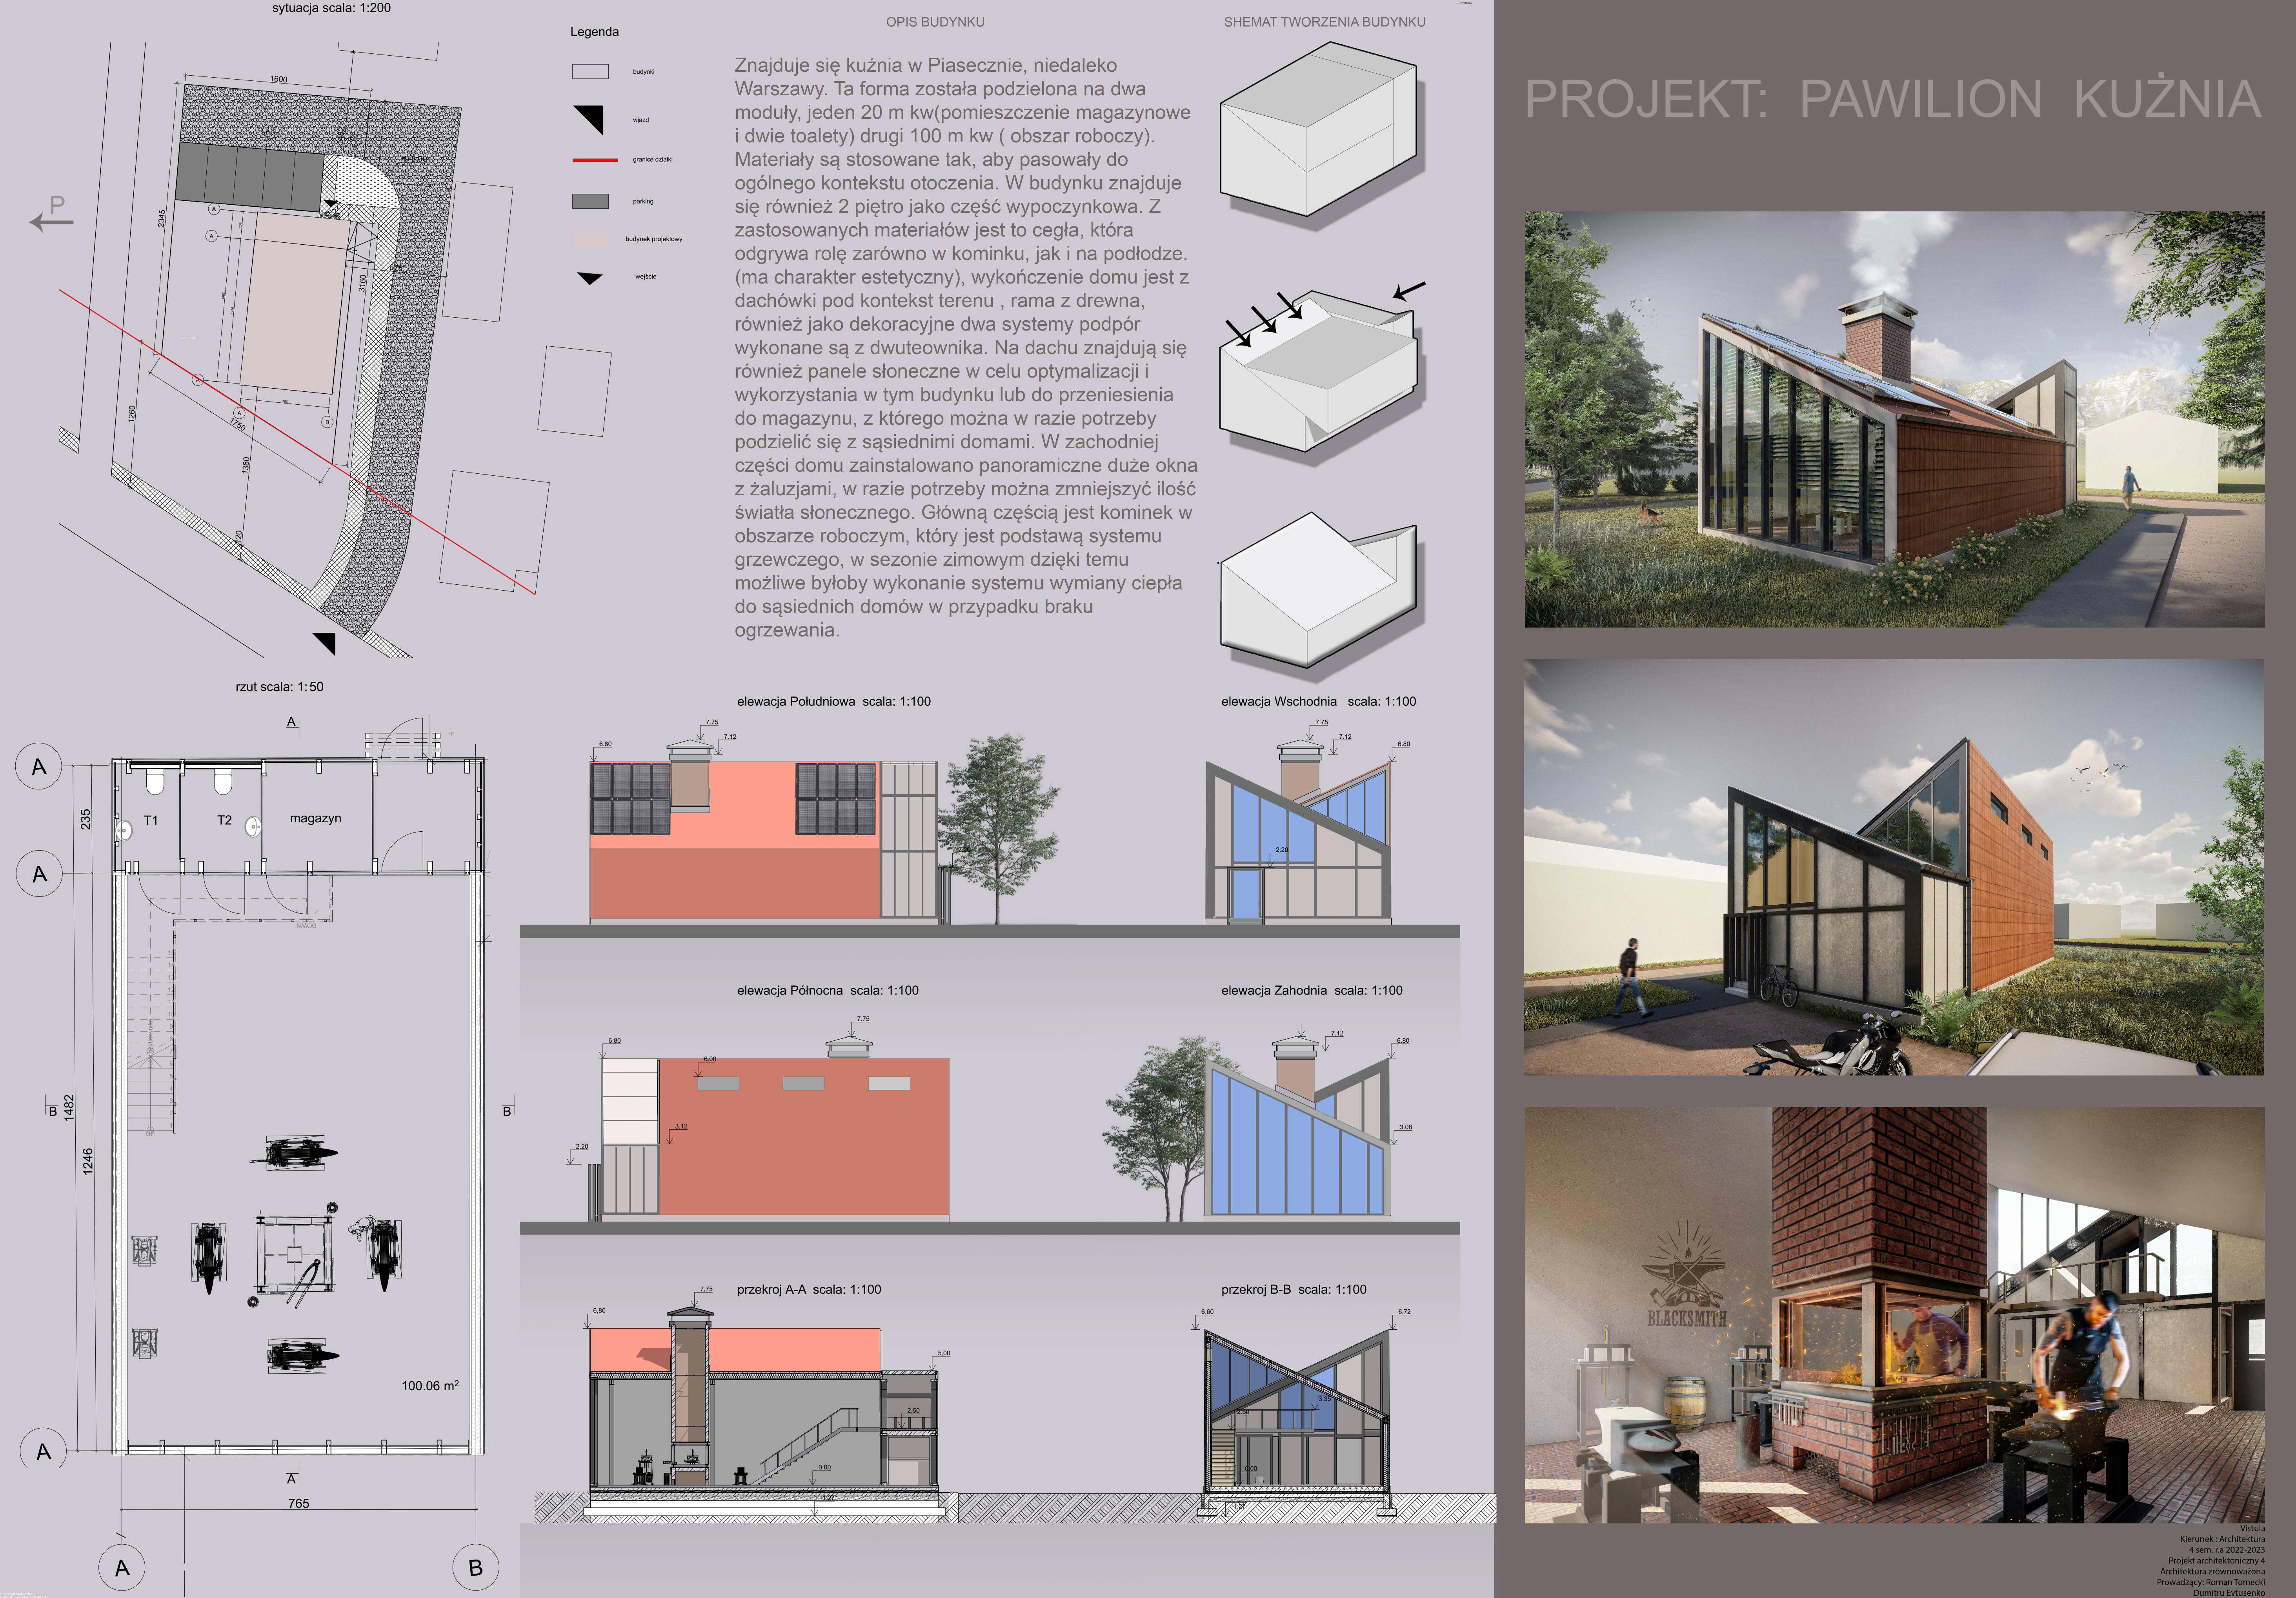 sytuacja scala: 1:200
1600
2345
3160
1260
1750
1380
P
A
A
A
A
B
Legenda
budynki
wjazd
granice działki
parking
budynek projektowy
wejście
OPIS BUDYNKU
Znajduje się kuźnia w Piasecznie, niedaleko
Warszawy. Ta forma została podzielona na dwa
moduły, jeden 20 m kw(pomieszczenie magazynowe
i dwie toalety) drugi 100 m kw ( obszar roboczy).
Materiały są stosowane tak, aby pasowały do
ogólnego kontekstu otoczenia. W budynku znajduje
się również 2 piętro jako część wypoczynkowa. Z
zastosowanych materiałów jest to cegła, która
odgrywa rolę zarówno w kominku, jak i na podłodze.
(ma charakter estetyczny), wykończenie domu jest z
dachówki pod kontekst terenu , rama z drewna,
również jako dekoracyjne dwa systemy podpór
wykonane są z dwuteownika. Na dachu znajdują się
również panele słoneczne w celu optymalizacji i
wykorzystania w tym budynku lub do przeniesienia
do magazynu, z którego można w razie potrzeby
podzielić się z sąsiednimi domami. W zachodniej
części domu zainstalowano panoramiczne duże okna
z żaluzjami, w razie potrzeby można zmniejszyć ilość
światła słonecznego. Główną częścią jest kominek w
obszarze roboczym, który jest podstawą systemu
grzewczego, w sezonie zimowym dzięki temu
możliwe byłoby wykonanie systemu wymiany ciepła
do sąsiednich domów w przypadku braku
ogrzewania.
SHEMAT TWORZENIA BUDYNKU
PROJEKT: PAWILION KUŻNIA
rzut scala: 1:50
A
A
A
A
235
T1
T2
magazyn
DOWN
1482
1246
B
B
UP
100.06 m²
A
A
765
A
B
elewacja Południowa scala: 1:100
6.80
7.75
7.12
2.20
elewacja Wschodnia scala: 1:100
7.75
7.12
6.80
2.20
elewacja Północna scala: 1:100
6.80
7.75
6.00
3.12
2.20
elewacja Zahodnia scala: 1:100
7.12
6.80
3.08
przekroj A-A scala: 1:100
6,80
7,75
5,00
2,50
0.00
-1,27
przekroj B-B scala: 1:100
6,60
6,72
3.35
0.00
-1,27
BLACKSMITH
Vistula
Kierunek : Architektura
4 sem. r.a 2022-2023
Projekt architektoniczny 4
Architektura zrównoważona
Prowadzący: Roman Tomecki
Dumitru Evtusenko